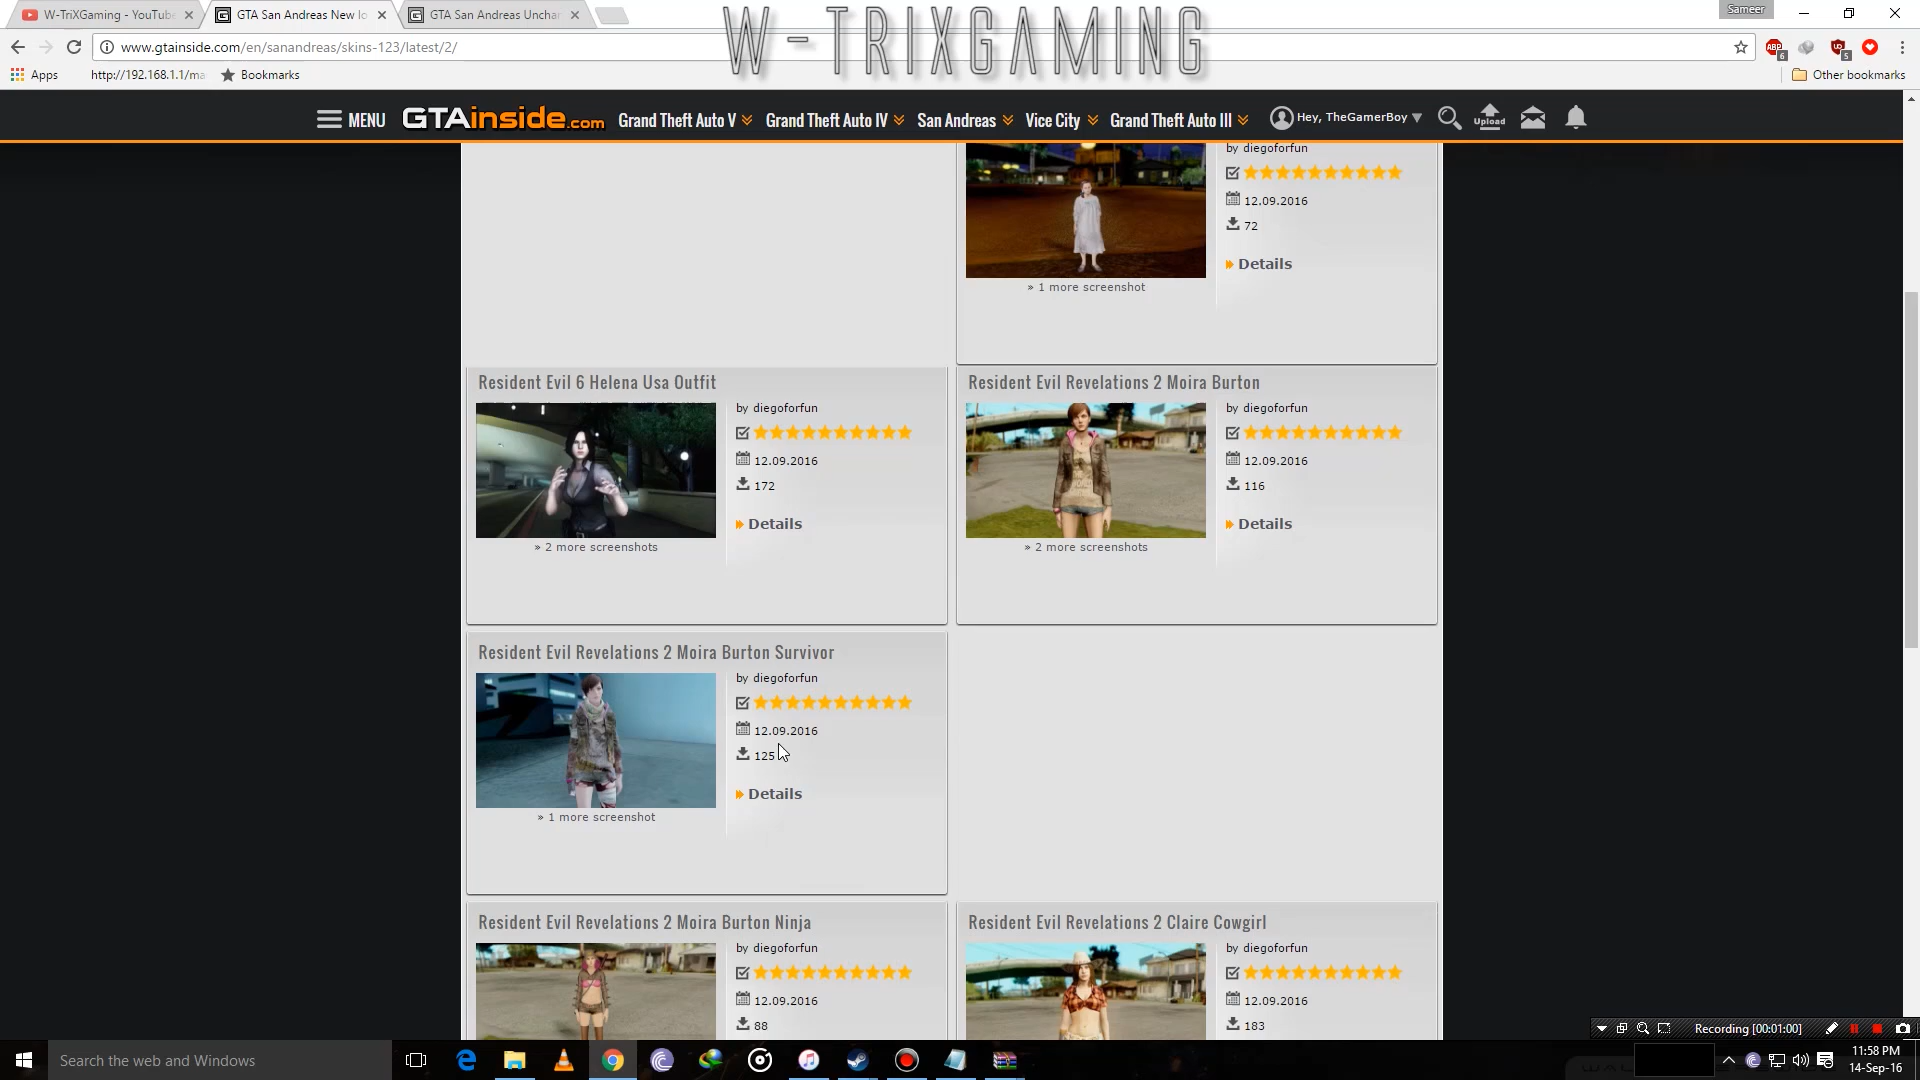 W-TriXGaming - YouTube
GTA San Andreas New lo
GTA San Andreas Unchar
Sameer
W-TRIXGAMING
www.gtainside.com/en/sanandreas/skins-123/latest/2/
Apps
http://192.168.1.1/ma
Bookmarks
Other bookmarks
MENU
GTAinside.com
Grand Theft Auto V
Grand Theft Auto IV
San Andreas
Vice City
Grand Theft Auto III
Hey, TheGamerBoy
Upload
by diegoforfun
12.09.2016
72
Details
» 1 more screenshot
Resident Evil 6 Helena Usa Outfit
by diegoforfun
12.09.2016
172
Details
» 2 more screenshots
Resident Evil Revelations 2 Moira Burton
by diegoforfun
12.09.2016
116
Details
» 2 more screenshots
Resident Evil Revelations 2 Moira Burton Survivor
by diegoforfun
12.09.2016
125
Details
» 1 more screenshot
Resident Evil Revelations 2 Moira Burton Ninja
by diegoforfun
12.09.2016
88
Resident Evil Revelations 2 Claire Cowgirl
by diegoforfun
12.09.2016
183
Recording [00:01:00]
Search the web and Windows
11:58 PM
14-Sep-16